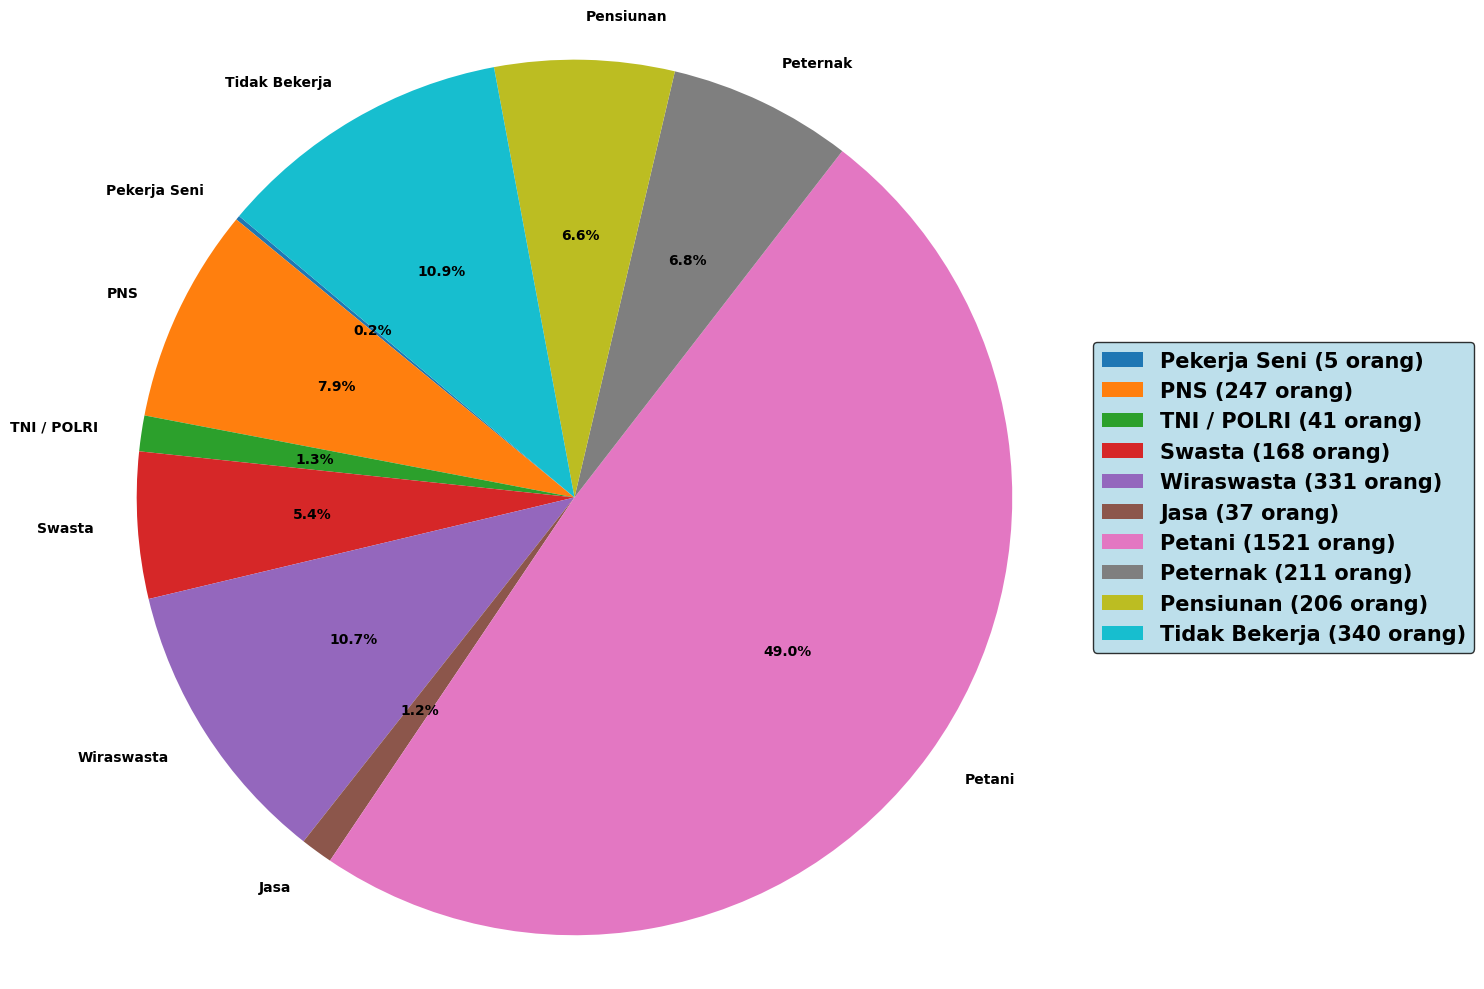 Pensiunan
Peternak
Tidak Bekerja
Pekerja Seni
PNS
TNI / POLRI
Swasta
Wiraswasta
Jasa
Petani
6.6%
6.8%
10.9%
0.2%
7.9%
1.3%
5.4%
10.7%
1.2%
49.0%
Pekerja Seni (5 orang)
PNS (247 orang)
TNI / POLRI (41 orang)
Swasta (168 orang)
Wiraswasta (331 orang)
Jasa (37 orang)
Petani (1521 orang)
Peternak (211 orang)
Pensiunan (206 orang)
Tidak Bekerja (340 orang)